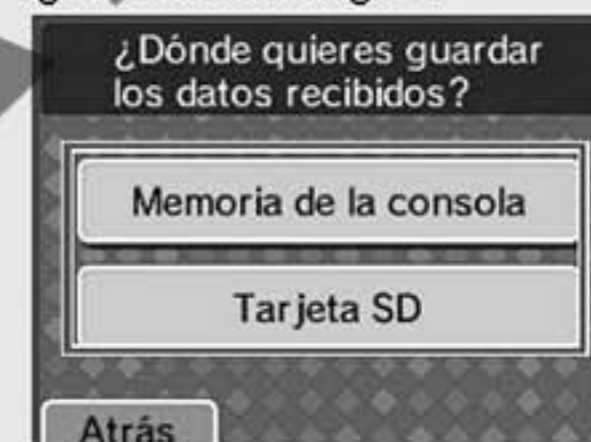 ¿Dónde quieres guardar
los datos recibidos?
Memoria de la consola
Tarjeta SD
Atrás